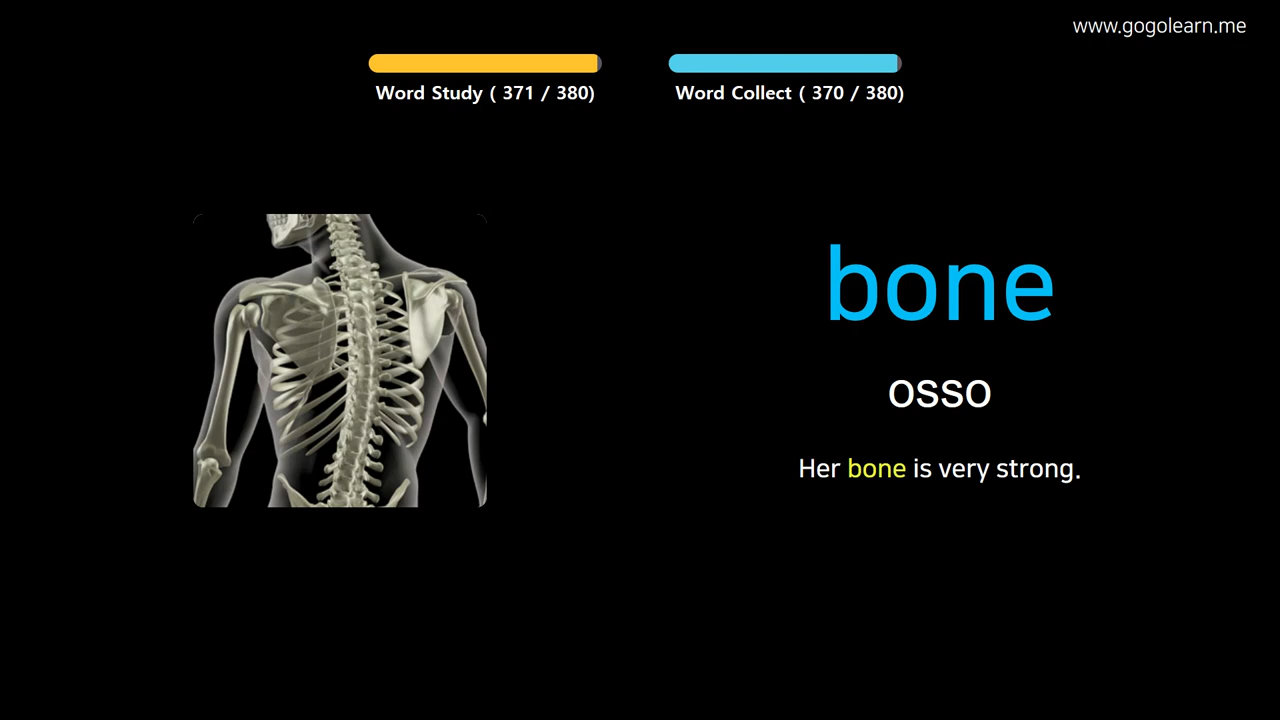 www.gogolearn.me
Word Study ( 371 / 380)
Word Collect ( 370 / 380)
bone
osso
Her bone is very strong.